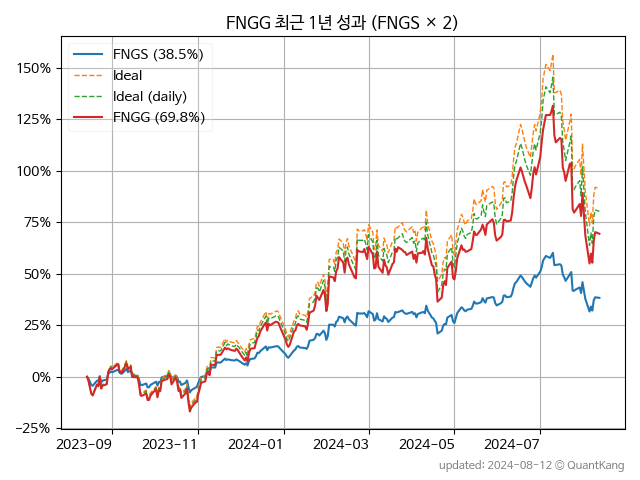 FNGG 최근 1년 성과 (FNGS × 2)
FNGS (38.5%)
Ideal
Ideal (daily)
FNGG (69.8%)
150%
125%
100%
75%
50%
25%
0%
−25%
2023-09 2023-11 2024-01 2024-03 2024-05 2024-07
updated: 2024-08-12 © QuantKang